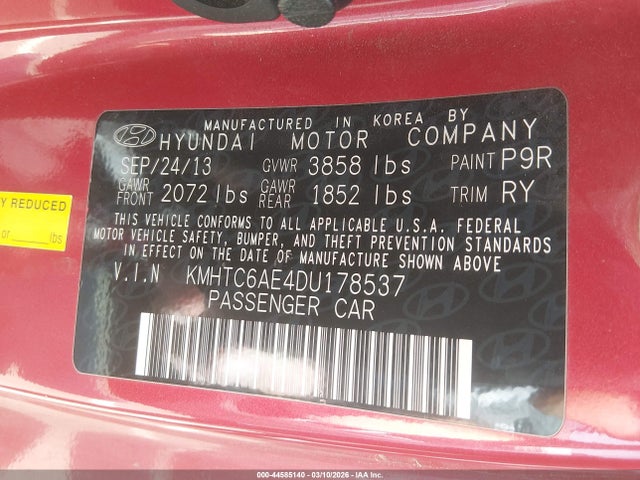 MANUFACTURED IN KOREA BY
HYUNDAI MOTOR COMPANY
SEP/24/13 GVWR 3858 lbs PAINT P9R
GAWR FRONT 2072 lbs GAWR REAR 1852 lbs TRIM RY
THIS VEHICLE CONFORMS TO ALL APPLICABLE U.S.A. FEDERAL
MOTOR VEHICLE SAFETY, BUMPER, AND THEFT PREVENTION STANDARDS
IN EFFECT ON THE DATE OF MANUFACTURE SHOWN ABOVE
V.I.N KMHTC6AE4DU178537
PASSENGER CAR
Y REDUCED
or lbs
000-44585140 - 03/10/2026 - IAA Inc.